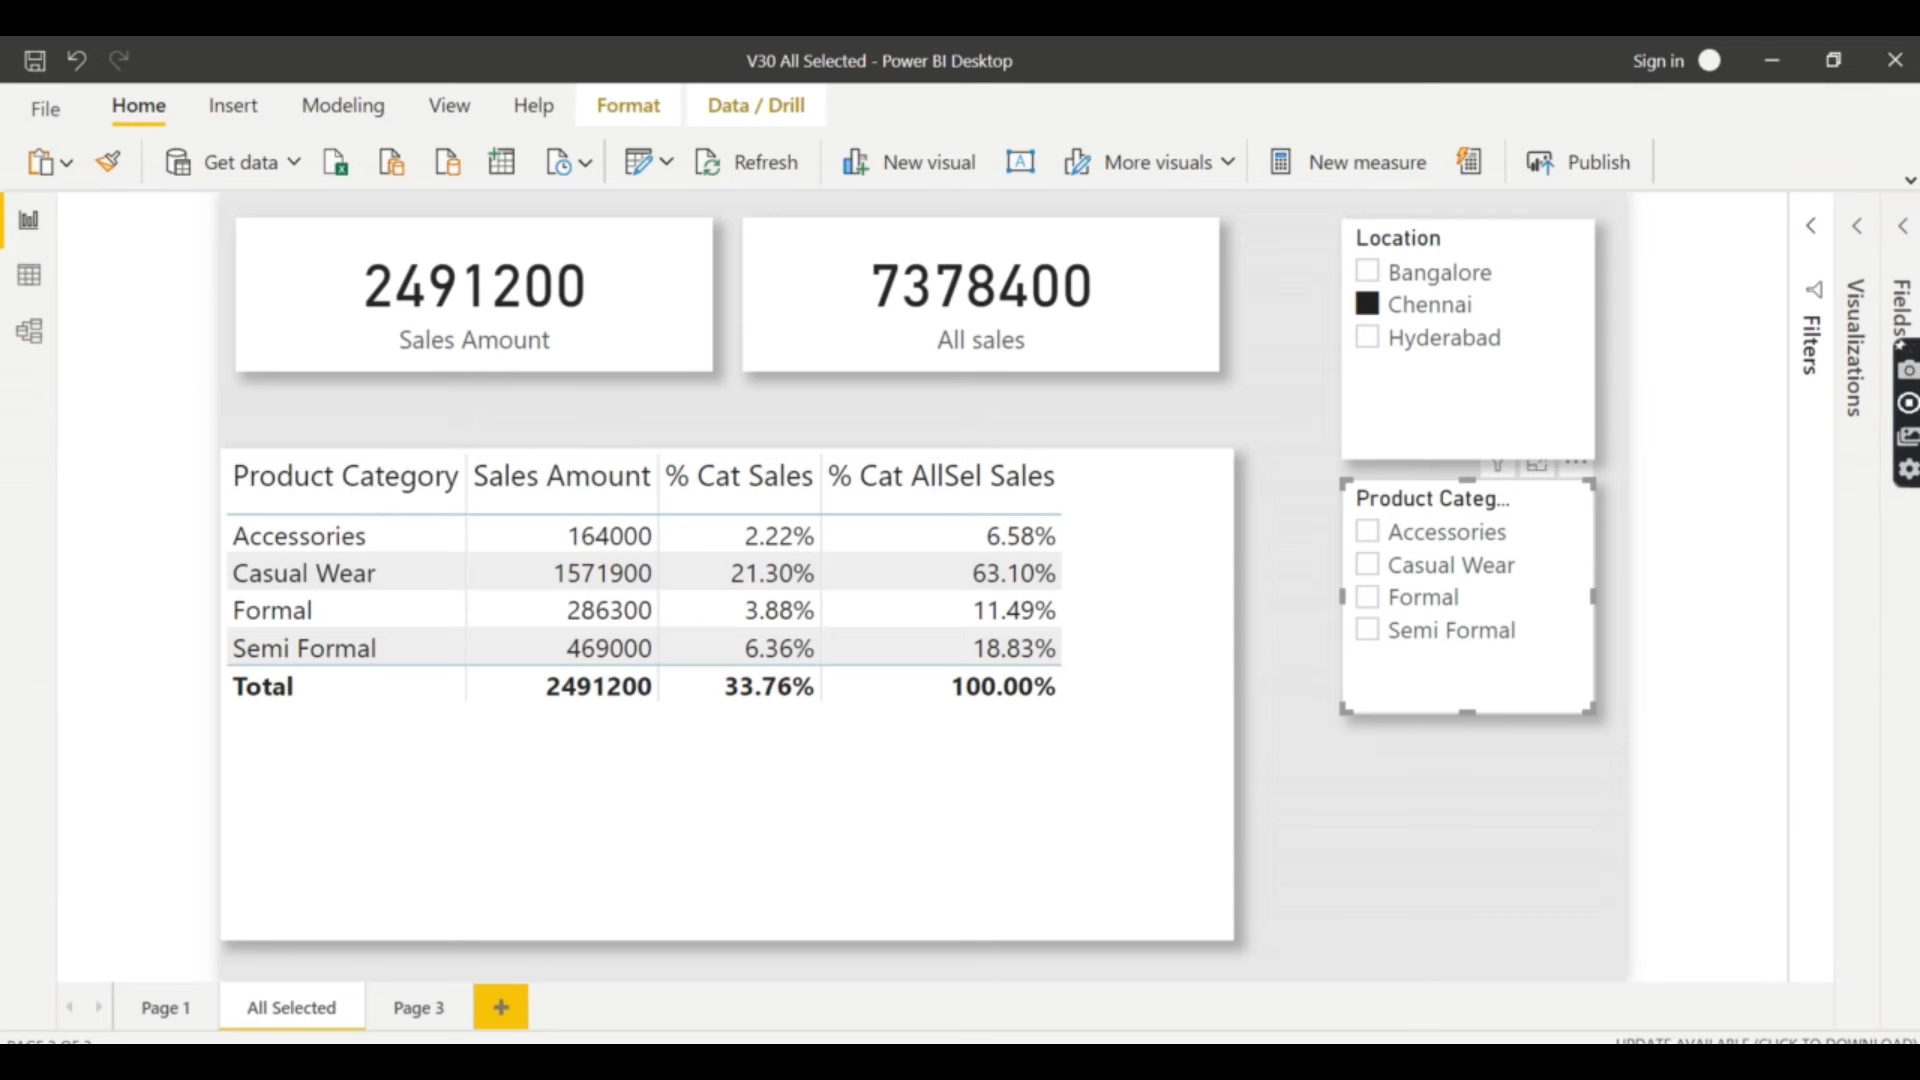 V30 All Selected - Power BI Desktop
Sign in
File Home Insert Modeling View Help Format Data / Drill
Get data Refresh New visual More visuals New measure Publish
2491200
Sales Amount
7378400
All sales
Location
Bangalore
Chennai
Hyderabad
Filters
Visualizations
Fields
Product Category Sales Amount % Cat Sales % Cat AllSel Sales
Accessories 164000 2.22% 6.58%
Casual Wear 1571900 21.30% 63.10%
Formal 286300 3.88% 11.49%
Semi Formal 469000 6.36% 18.83%
Total 2491200 33.76% 100.00%
Product Categ...
Accessories
Casual Wear
Formal
Semi Formal
Page 1 All Selected Page 3
UPDATE AVAILABLE (CLICK TO DOWNLOAD)